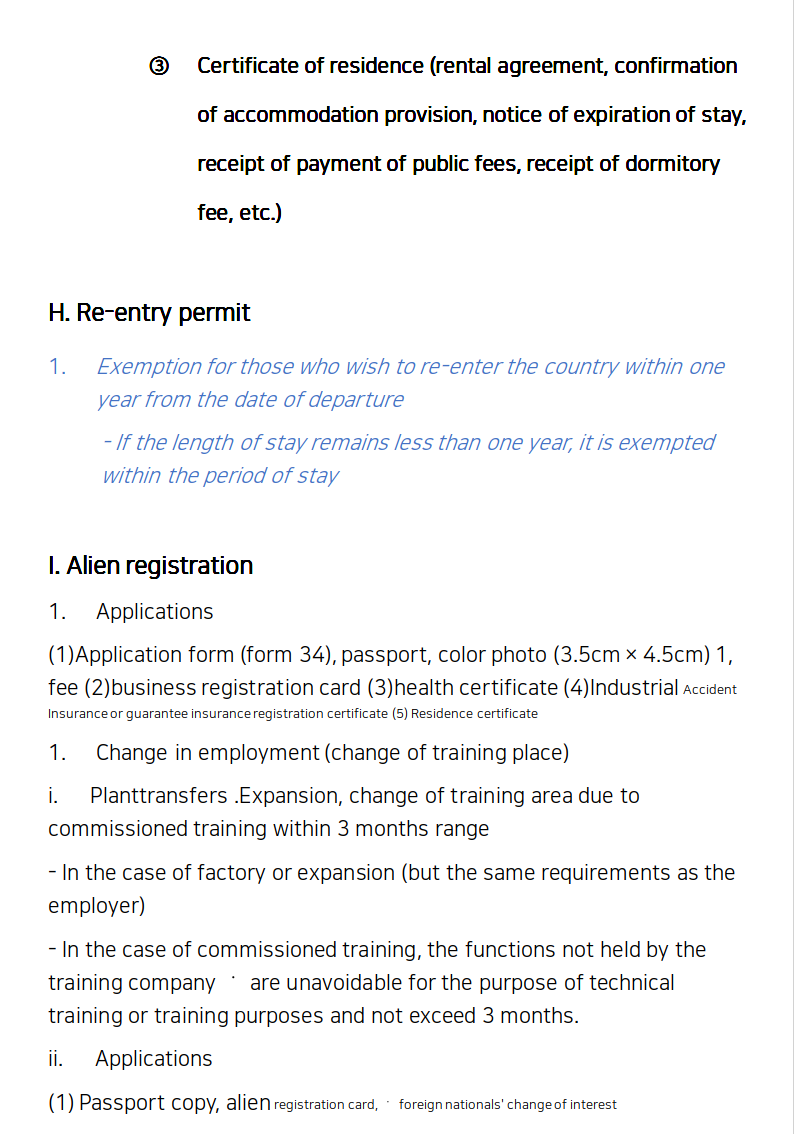 ③ Certificate of residence (rental agreement, confirmation
of accommodation provision, notice of expiration of stay,
receipt of payment of public fees, receipt of dormitory
fee, etc.)
H. Re-entry permit
1. Exemption for those who wish to re-enter the country within one
year from the date of departure
- If the length of stay remains less than one year, it is exempted
within the period of stay
I. Alien registration
1. Applications
(1)Application form (form 34), passport, color photo (3.5cm × 4.5cm) 1,
fee (2)business registration card (3)health certificate (4)Industrial Accident
Insurance or guarantee insurance registration certificate (5) Residence certificate
1. Change in employment (change of training place)
i. Planttransfers .Expansion, change of training area due to
commissioned training within 3 months range
- In the case of factory or expansion (but the same requirements as the
employer)
- In the case of commissioned training, the functions not held by the
training company · are unavoidable for the purpose of technical
training or training purposes and not exceed 3 months.
ii. Applications
(1) Passport copy, alien registration card, · foreign nationals' change of interest